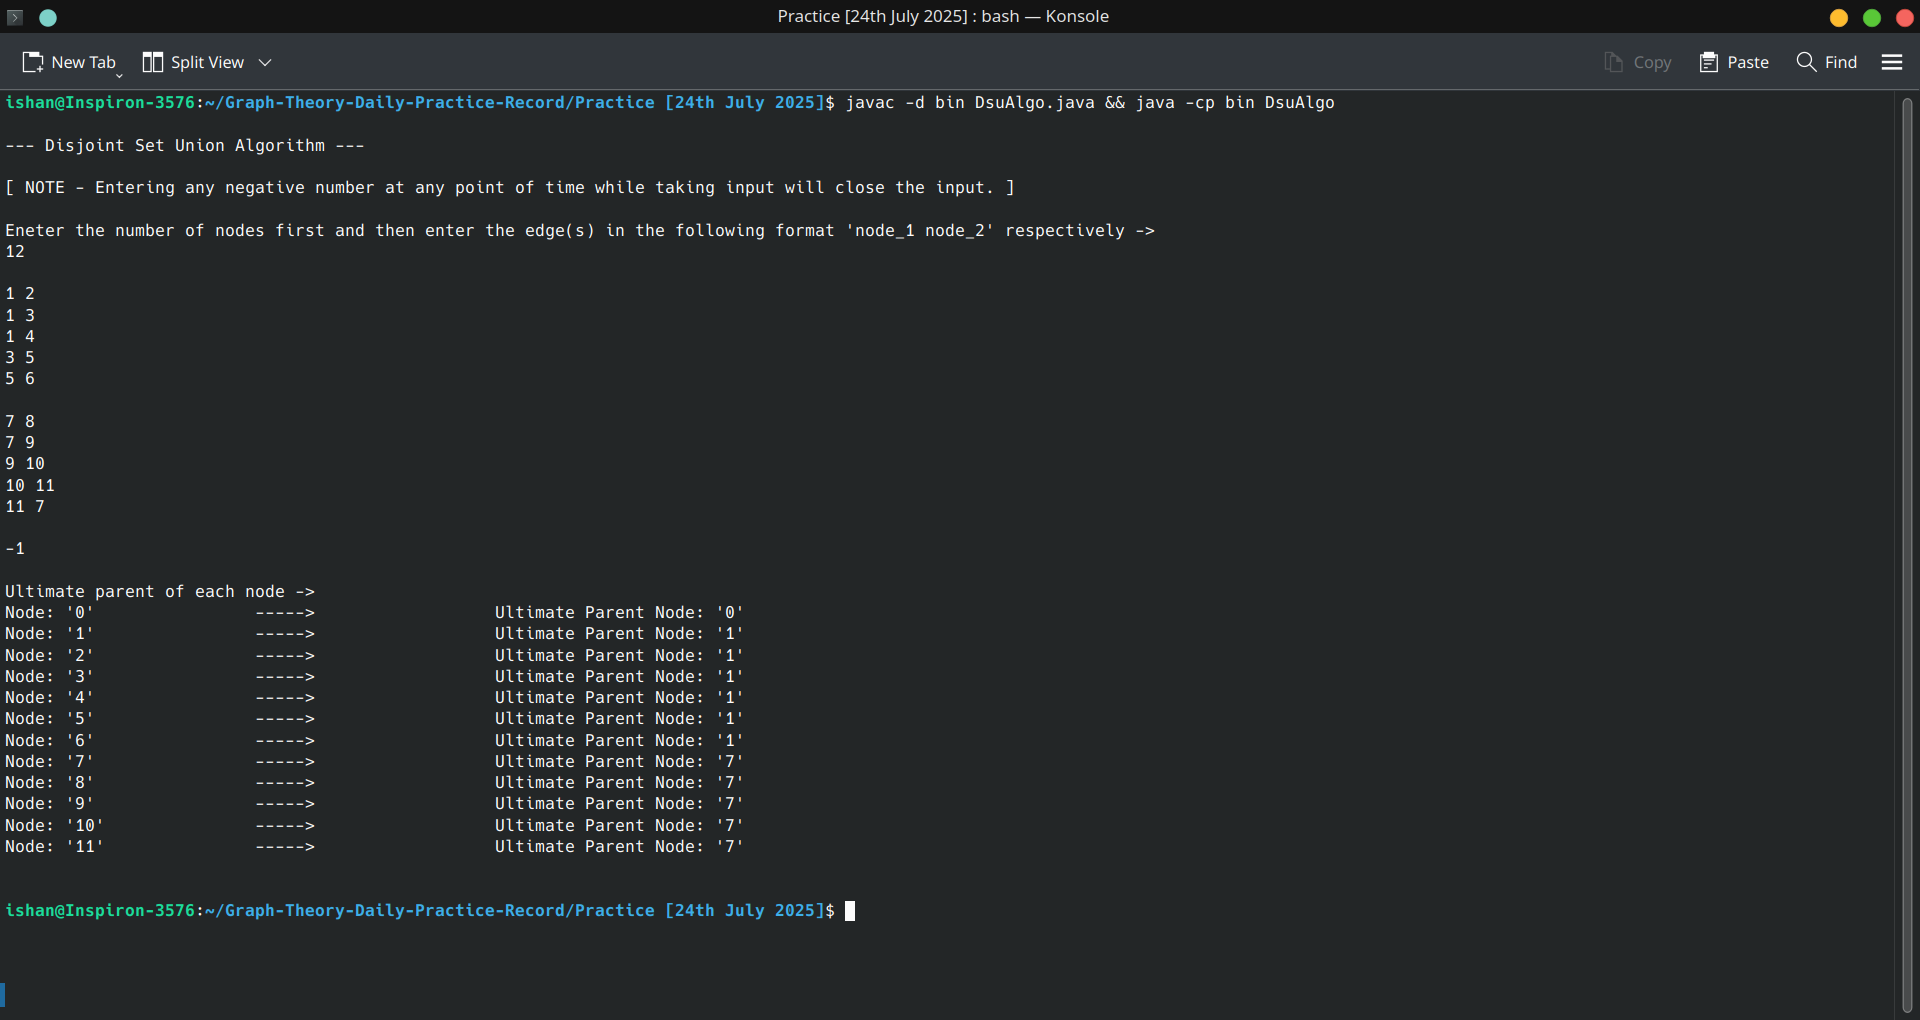 Practice [24th July 2025] : bash — Konsole
New Tab Split View Copy Paste Find
ishan@Inspiron-3576:~/Graph-Theory-Daily-Practice-Record/Practice [24th July 2025]$ javac -d bin DsuAlgo.java && java -cp bin DsuAlgo
--- Disjoint Set Union Algorithm ---
[ NOTE - Entering any negative number at any point of time while taking input will close the input. ]
Eneter the number of nodes first and then enter the edge(s) in the following format 'node_1 node_2' respectively ->
12
1 2
1 3
1 4
3 5
5 6
7 8
7 9
9 10
10 11
11 7
-1
Ultimate parent of each node ->
Node: '0' -----> Ultimate Parent Node: '0'
Node: '1' -----> Ultimate Parent Node: '1'
Node: '2' -----> Ultimate Parent Node: '1'
Node: '3' -----> Ultimate Parent Node: '1'
Node: '4' -----> Ultimate Parent Node: '1'
Node: '5' -----> Ultimate Parent Node: '1'
Node: '6' -----> Ultimate Parent Node: '1'
Node: '7' -----> Ultimate Parent Node: '7'
Node: '8' -----> Ultimate Parent Node: '7'
Node: '9' -----> Ultimate Parent Node: '7'
Node: '10' -----> Ultimate Parent Node: '7'
Node: '11' -----> Ultimate Parent Node: '7'
ishan@Inspiron-3576:~/Graph-Theory-Daily-Practice-Record/Practice [24th July 2025]$